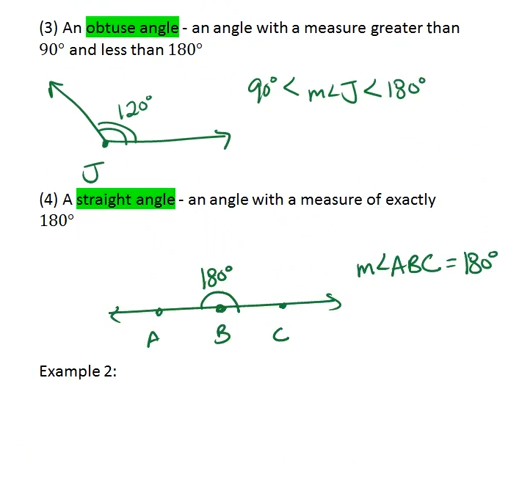 (3) An obtuse angle - an angle with a measure greater than
90° and less than 180°
120°
90° < m∠J < 180°
J
(4) A straight angle - an angle with a measure of exactly
180°
180°
m∠ABC = 180°
A B C
Example 2: